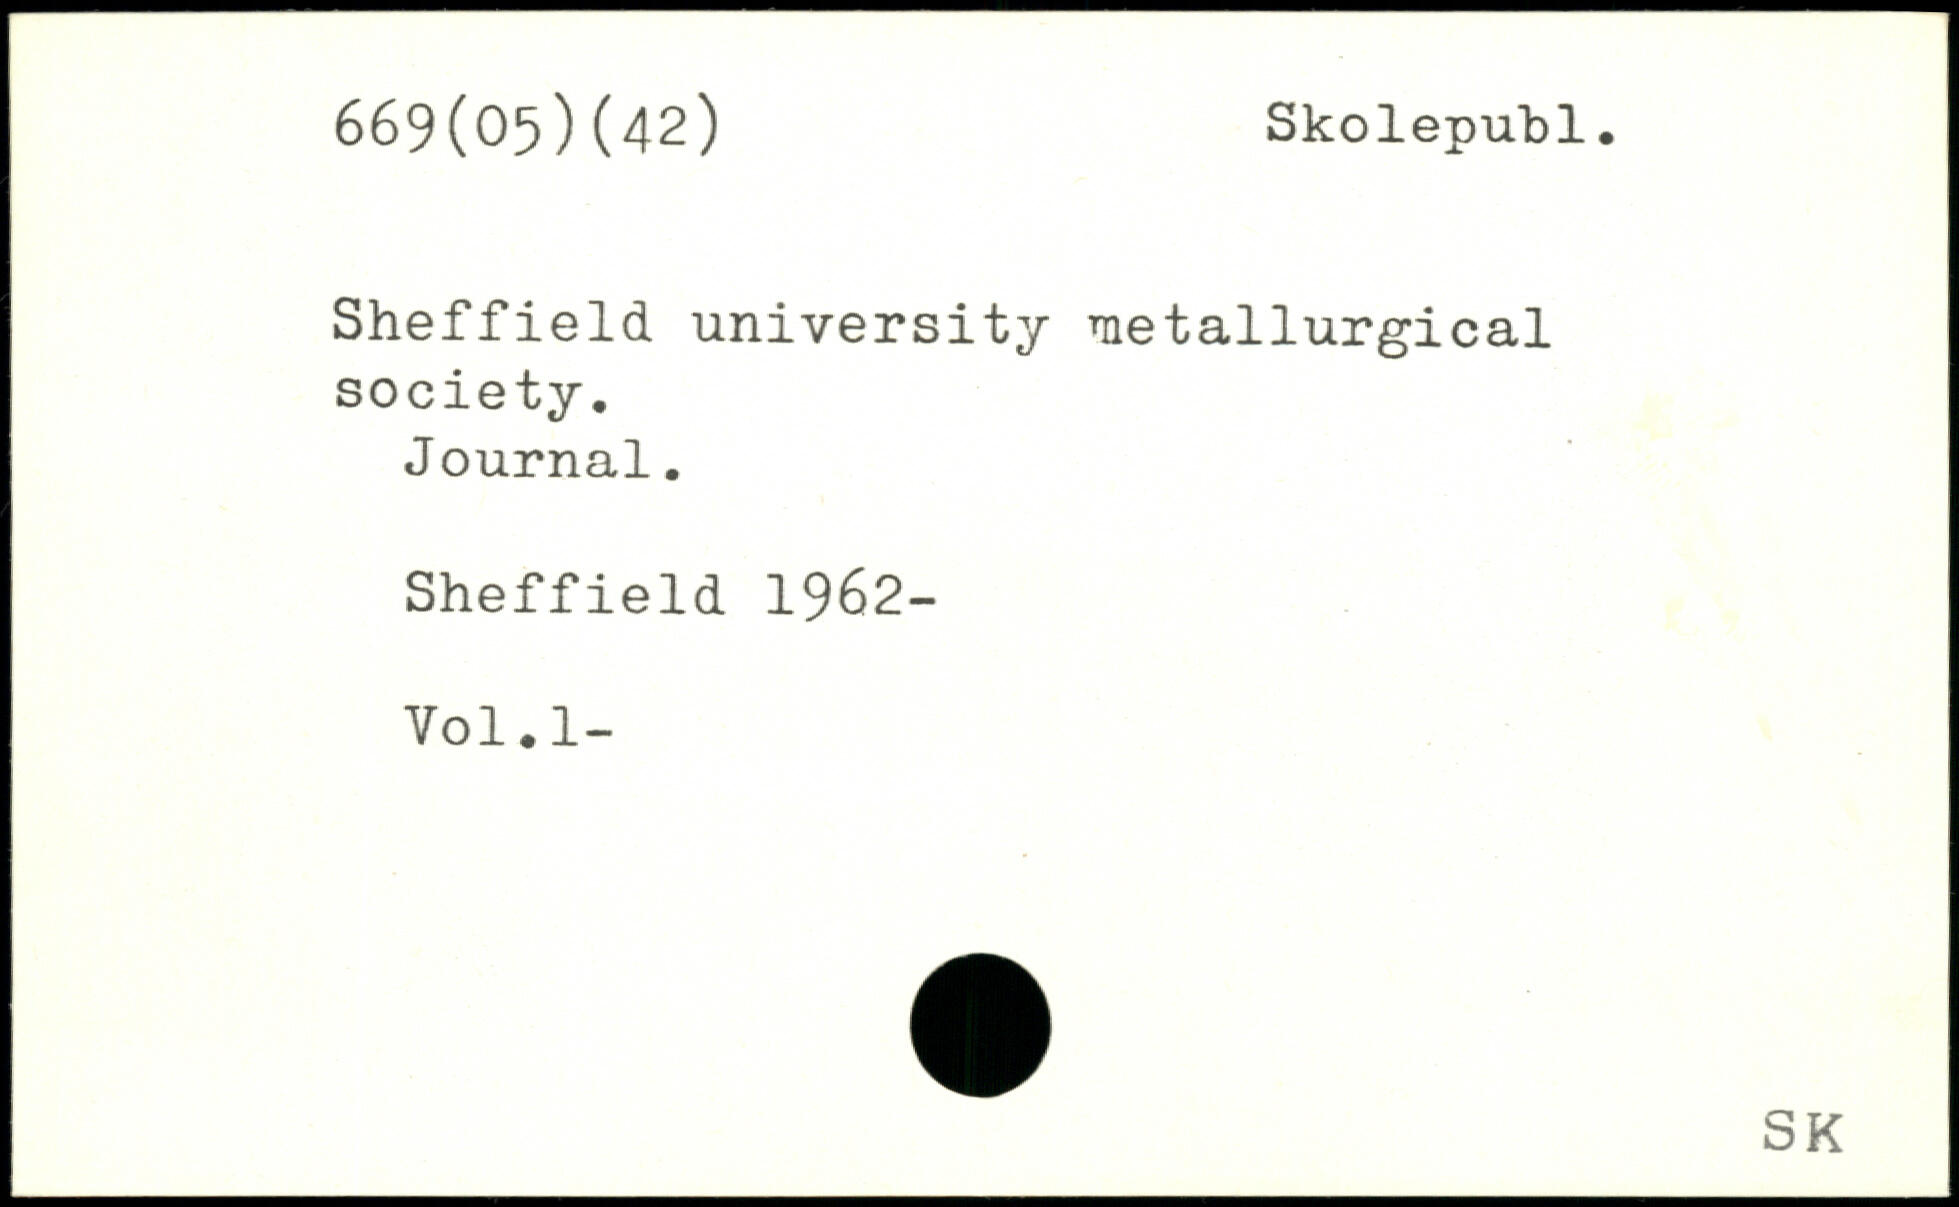 669(05)(42) Skolepubl.
Sheffield university metallurgical
society.
Journal.
Sheffield 1962-
Vol.1-
SK